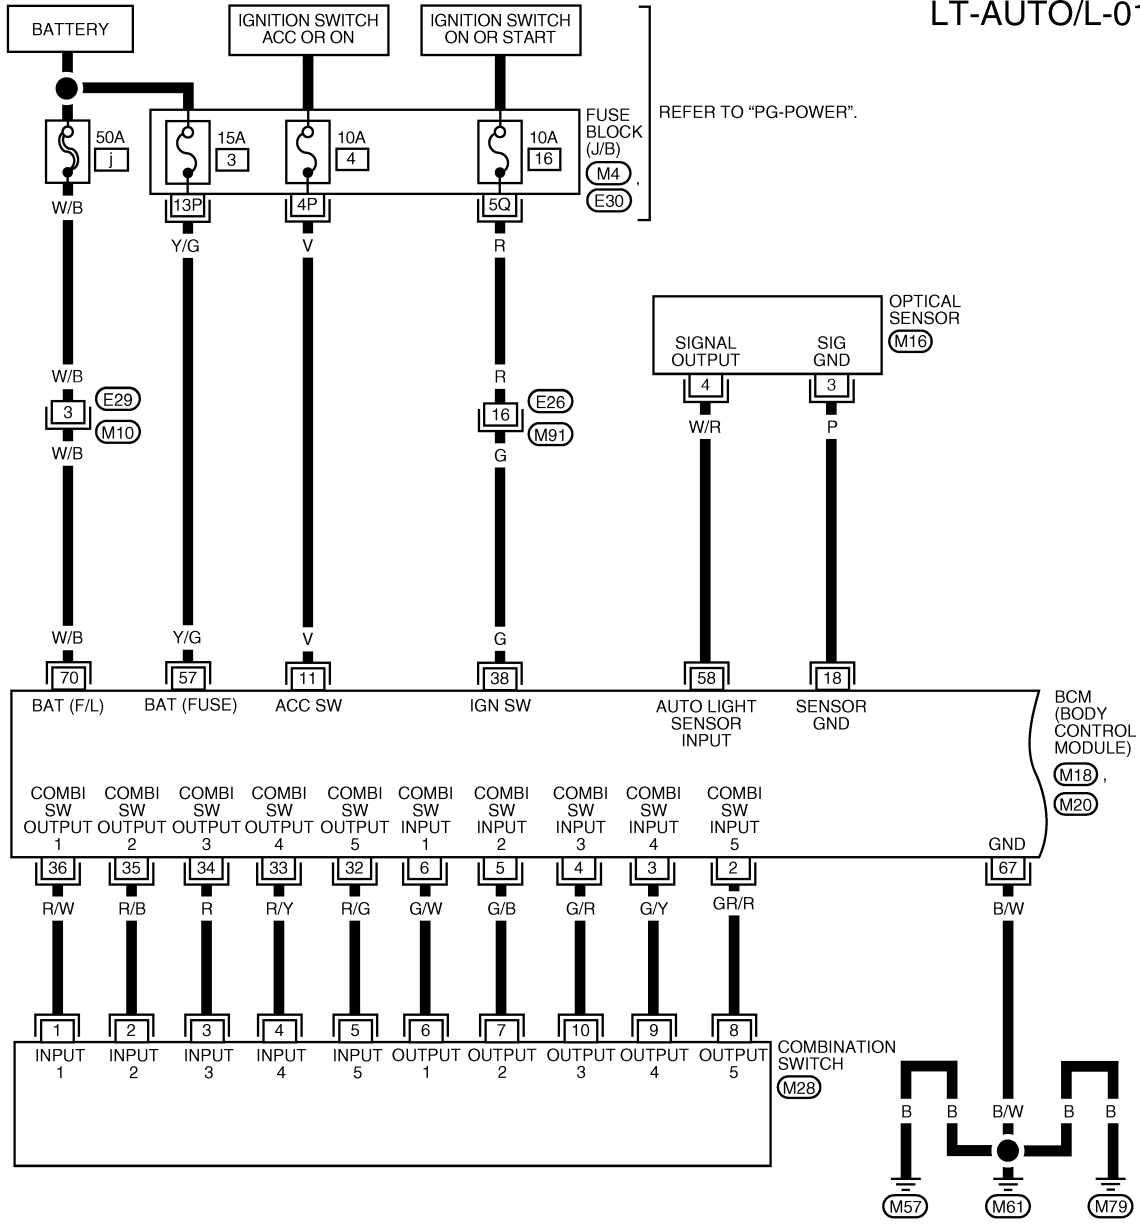 LT-AUTO/L-01
BATTERY
IGNITION SWITCH
ACC OR ON
IGNITION SWITCH
ON OR START
REFER TO “PG-POWER”.
50A
j
15A
3
10A
4
10A
16
FUSE
BLOCK
(J/B)
M4 ,
E30
13P
4P
5Q
W/B
Y/G
V
R
OPTICAL
SENSOR
M16
SIGNAL
OUTPUT
SIG
GND
4
3
W/R
P
W/B
3
E29
M10
W/B
R
16
E26
M91
G
W/B
Y/G
V
G
70
57
11
38
58
18
BAT (F/L)
BAT (FUSE)
ACC SW
IGN SW
AUTO LIGHT
SENSOR
INPUT
SENSOR
GND
BCM
(BODY
CONTROL
MODULE)
M18 ,
M20
COMBI
SW
OUTPUT
1
COMBI
SW
OUTPUT
2
COMBI
SW
OUTPUT
3
COMBI
SW
OUTPUT
4
COMBI
SW
OUTPUT
5
COMBI
SW
INPUT
1
COMBI
SW
INPUT
2
COMBI
SW
INPUT
3
COMBI
SW
INPUT
4
COMBI
SW
INPUT
5
GND
36
35
34
33
32
6
5
4
3
2
67
R/W
R/B
R
R/Y
R/G
G/W
G/B
G/R
G/Y
GR/R
B/W
1
2
3
4
5
6
7
10
9
8
INPUT
1
INPUT
2
INPUT
3
INPUT
4
INPUT
5
OUTPUT
1
OUTPUT
2
OUTPUT
3
OUTPUT
4
OUTPUT
5
COMBINATION
SWITCH
M28
B
B
B/W
B
B
M57
M61
M79